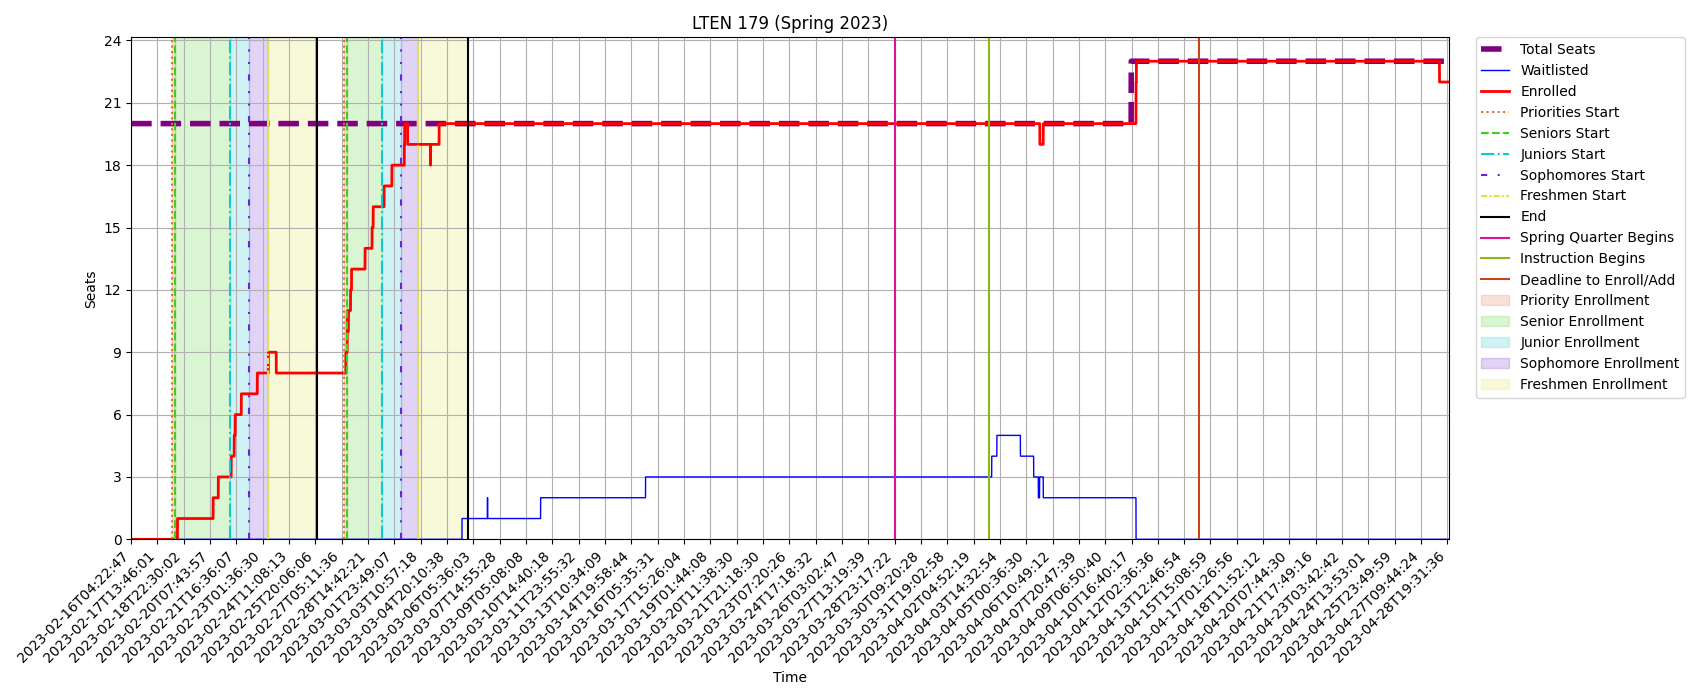 LTEN 179 (Spring 2023)
Seats
24
21
18
15
12
9
6
3
0
2023-02-16T04:22:47
2023-02-17T13:46:01
2023-02-18T22:30:02
2023-02-20T07:43:57
2023-02-21T16:36:07
2023-02-23T01:36:30
2023-02-24T11:08:13
2023-02-25T20:06:06
2023-02-27T05:11:36
2023-02-28T14:42:21
2023-03-01T23:49:07
2023-03-03T10:57:18
2023-03-04T20:10:38
2023-03-06T05:36:03
2023-03-07T14:55:28
2023-03-09T05:08:09
2023-03-10T14:40:18
2023-03-11T23:55:32
2023-03-13T10:34:09
2023-03-14T19:58:44
2023-03-16T05:35:31
2023-03-17T15:26:04
2023-03-19T01:44:08
2023-03-20T11:38:30
2023-03-21T21:18:30
2023-03-23T07:20:26
2023-03-24T17:18:32
2023-03-26T03:02:47
2023-03-27T13:19:39
2023-03-28T23:17:22
2023-03-30T09:20:28
2023-03-31T19:02:58
2023-04-02T04:52:19
2023-04-03T14:32:54
2023-04-05T00:36:30
2023-04-06T10:49:12
2023-04-07T20:47:39
2023-04-09T06:50:40
2023-04-10T16:40:17
2023-04-12T02:36:36
2023-04-13T12:46:54
2023-04-15T15:08:59
2023-04-17T01:26:56
2023-04-18T11:52:12
2023-04-20T07:44:30
2023-04-21T17:49:16
2023-04-23T03:42:42
2023-04-24T13:53:01
2023-04-25T23:49:59
2023-04-27T09:44:24
2023-04-28T19:31:36
Time
Total Seats
Waitlisted
Enrolled
Priorities Start
Seniors Start
Juniors Start
Sophomores Start
Freshmen Start
End
Spring Quarter Begins
Instruction Begins
Deadline to Enroll/Add
Priority Enrollment
Senior Enrollment
Junior Enrollment
Sophomore Enrollment
Freshmen Enrollment